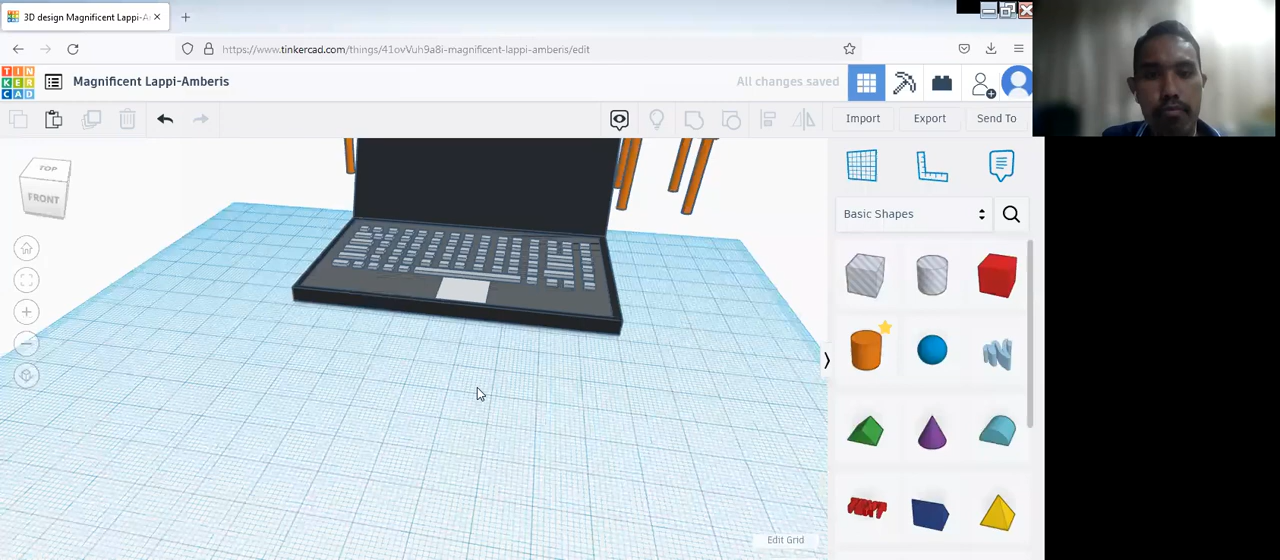 3D design Magnificent Lappi-A
https://www.tinkercad.com/things/41ovVuh9a8i-magnificent-lappi-amberis/edit
TIN
KER
CAD
Magnificent Lappi-Amberis
All changes saved
Import
Export
Send To
TOP
FRONT
Basic Shapes
TEXT
Edit Grid